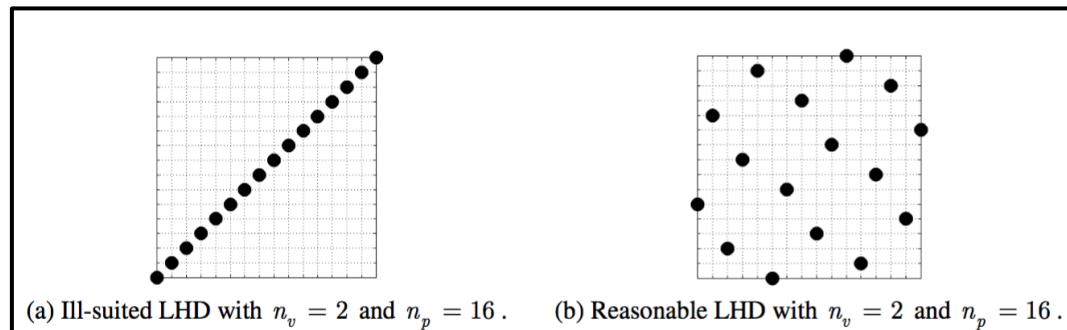 (a) Ill-suited LHD with n_v = 2 and n_p = 16 .
(b) Reasonable LHD with n_v = 2 and n_p = 16 .